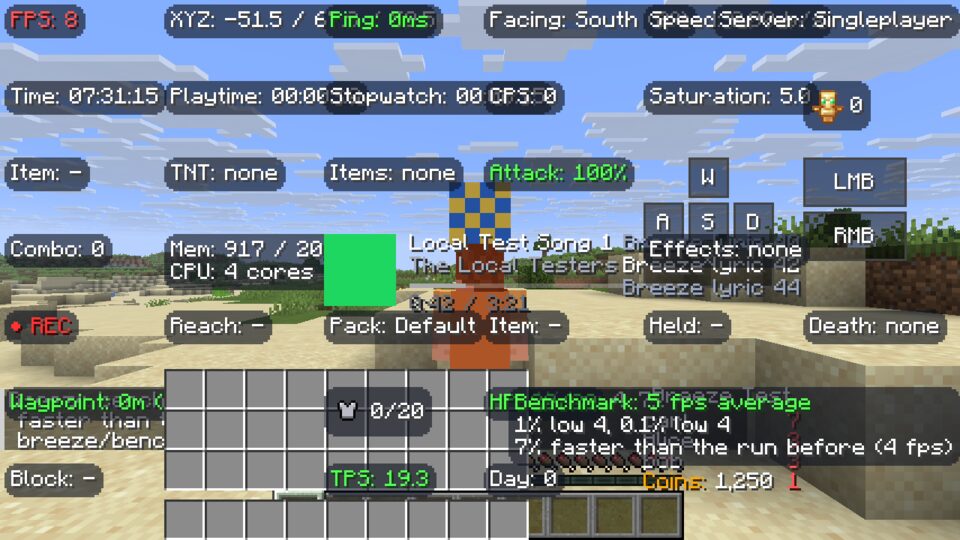 FPS: 8
XYZ: -51.5 / 6
Ping: 0ms
Facing: South
Speed
Server: Singleplayer
Time: 07:31:15
Playtime: 00:00
Stopwatch: 00
CPS: 0
Saturation: 5.0
0
Item: -
TNT: none
Items: none
Attack: 100%
W
LMB
A S D
RMB
Combo: 0
Mem: 917 / 20
CPU: 4 cores
Local Test Song 1
The Local Testers
0:42 / 3:21
Effects: none
Breeze lyric 42
Breeze lyric 44
REC
Reach: -
Pack: Default
Item: -
Held: -
Death: none
Waypoint: 0m
faster than
breeze/benc
0/20
Benchmark: 5 fps average
1% low 4, 0.1% low 4
7% faster than the run before (4 fps)
Breeze Test
Block: -
TPS: 19.3
Day: 0
Coins: 1,250
1